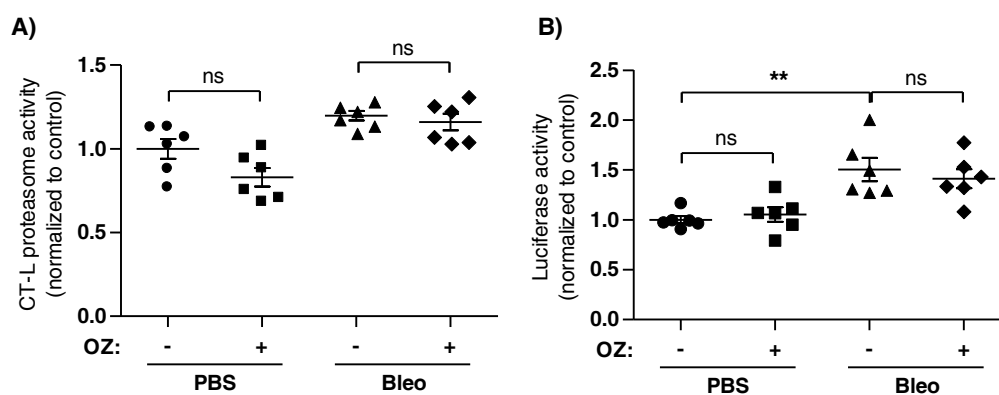 A)
CT-L proteasome activity
(normalized to control)
1.5
1.0
0.5
0.0
ns
ns
OZ: - + - +
PBS Bleo
B)
Luciferase activity
(normalized to control)
2.5
2.0
1.5
1.0
0.5
0.0
**
ns
ns
OZ: - + - +
PBS Bleo